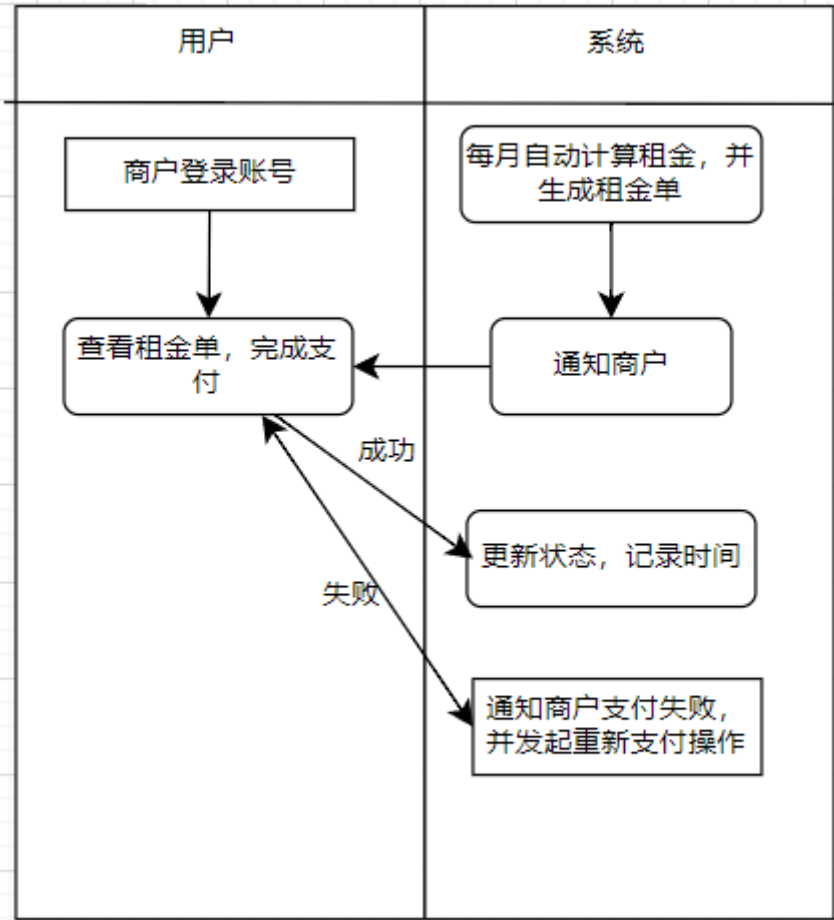 用户
系统
商户登录账号
每月自动计算租金，并
生成租金单
查看租金单，完成支
付
通知商户
成功
更新状态，记录时间
失败
通知商户支付失败，
并发起重新支付操作